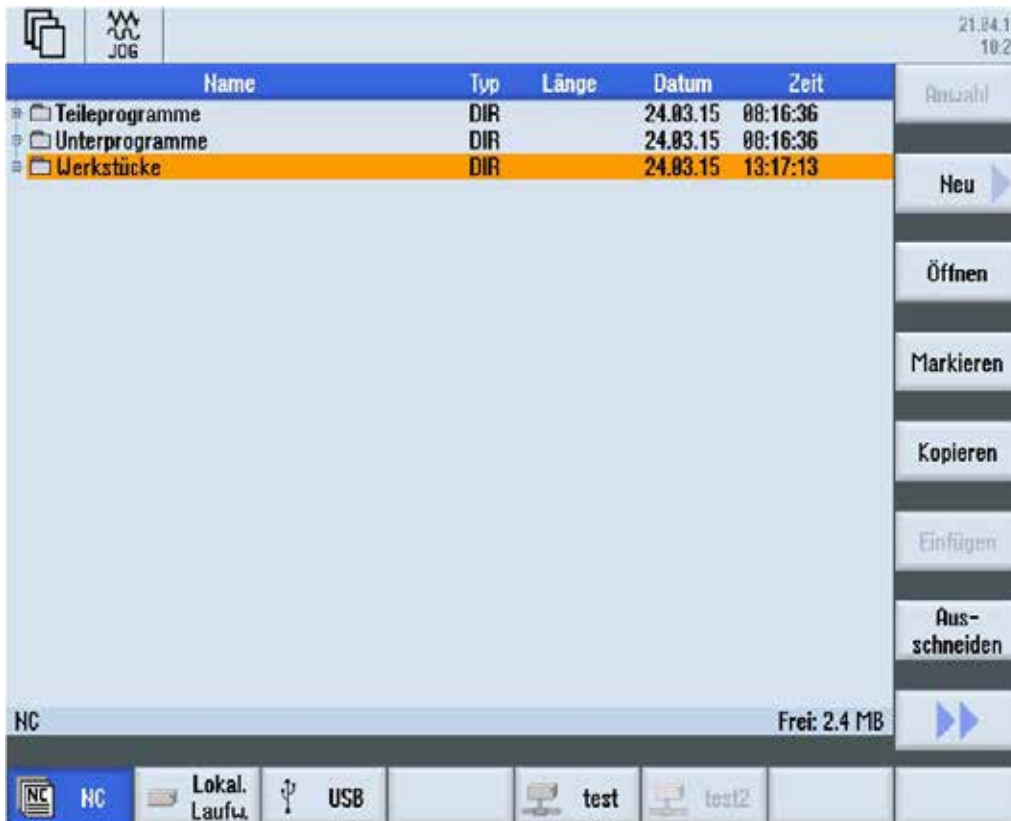 JOG
21.04.1
10:2
Name Typ Länge Datum Zeit
Teileprogramme DIR 24.03.15 08:16:36
Unterprogramme DIR 24.03.15 08:16:36
Werkstücke DIR 24.03.15 13:17:13
Anwahl
Neu
Öffnen
Markieren
Kopieren
Einfügen
Aus-
schneiden
NC Frei: 2.4 MB
NC NC
Lokal.
Laufw.
USB
test
test2